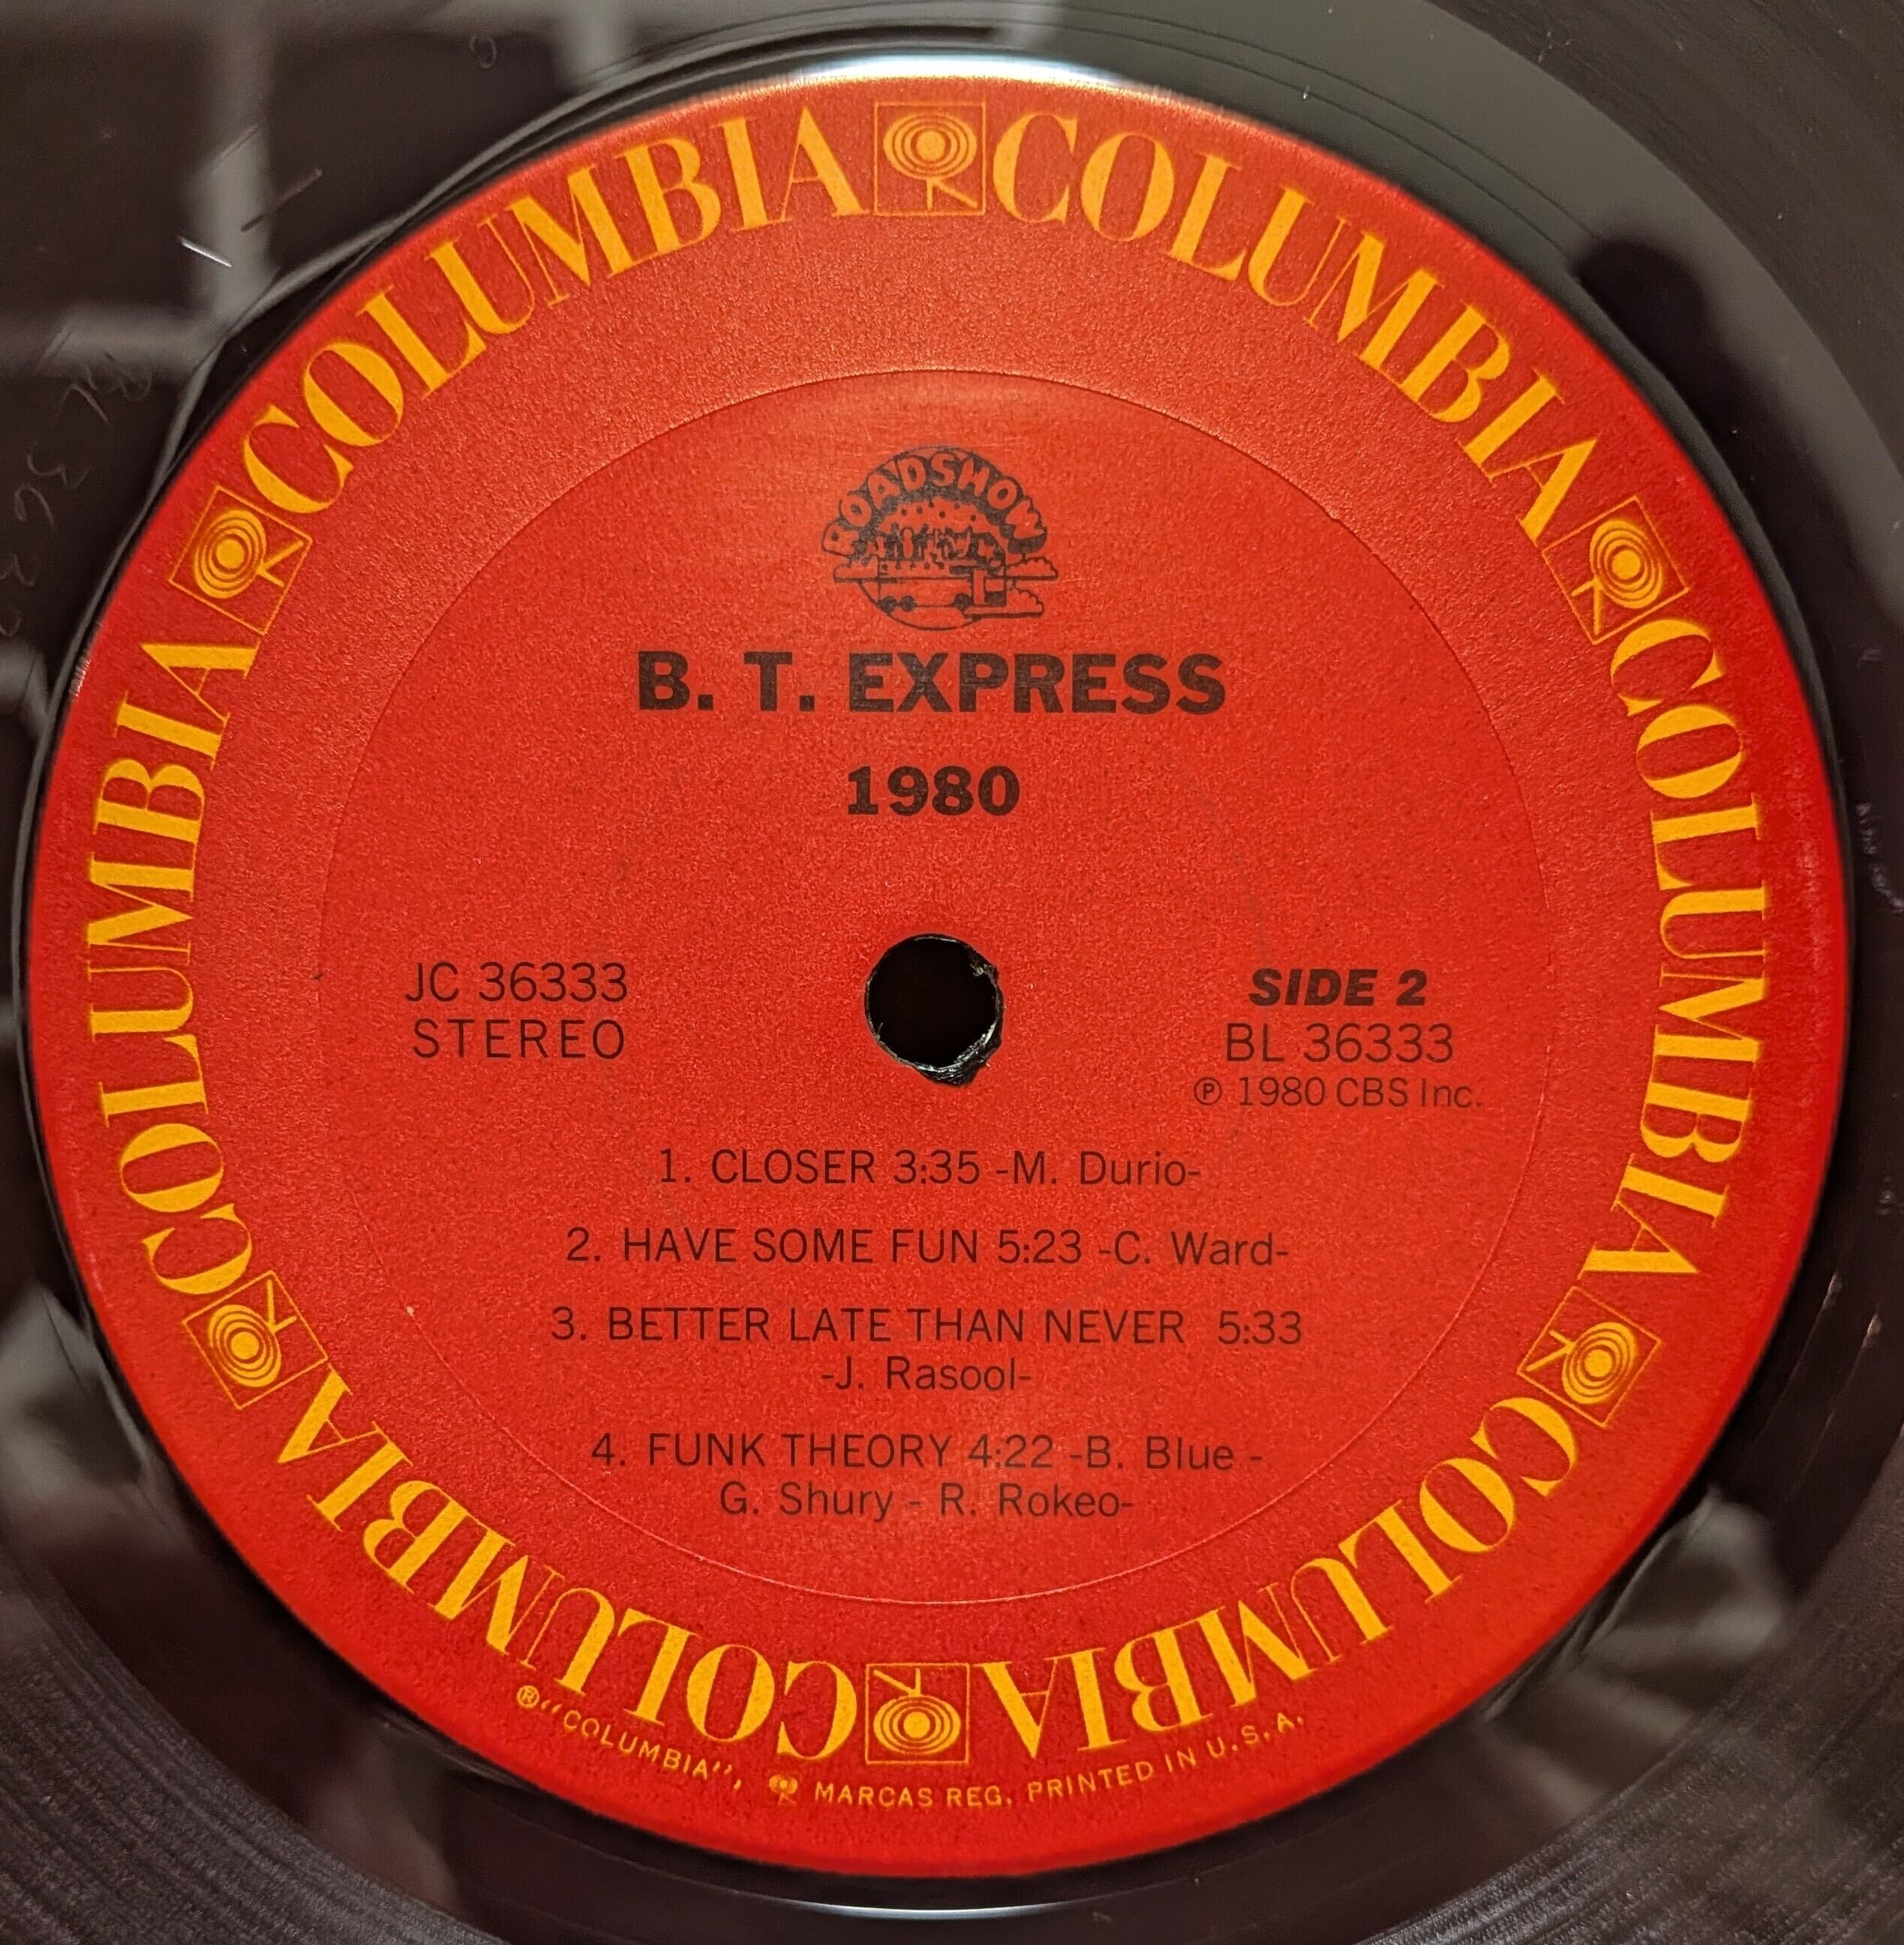 COLUMBIA COLUMBIA COLUMBIA COLUMBIA COLUMBIA COLUMBIA
ROADSHOW
B. T. EXPRESS
1980
JC 36333
STEREO
SIDE 2
BL 36333
℗ 1980 CBS Inc.
1. CLOSER 3:35 -M. Durio-
2. HAVE SOME FUN 5:23 -C. Ward-
3. BETTER LATE THAN NEVER 5:33
-J. Rasool-
4. FUNK THEORY 4:22 -B. Blue -
G. Shury - R. Rokeo-
®"COLUMBIA", MARCAS REG. PRINTED IN U.S.A.